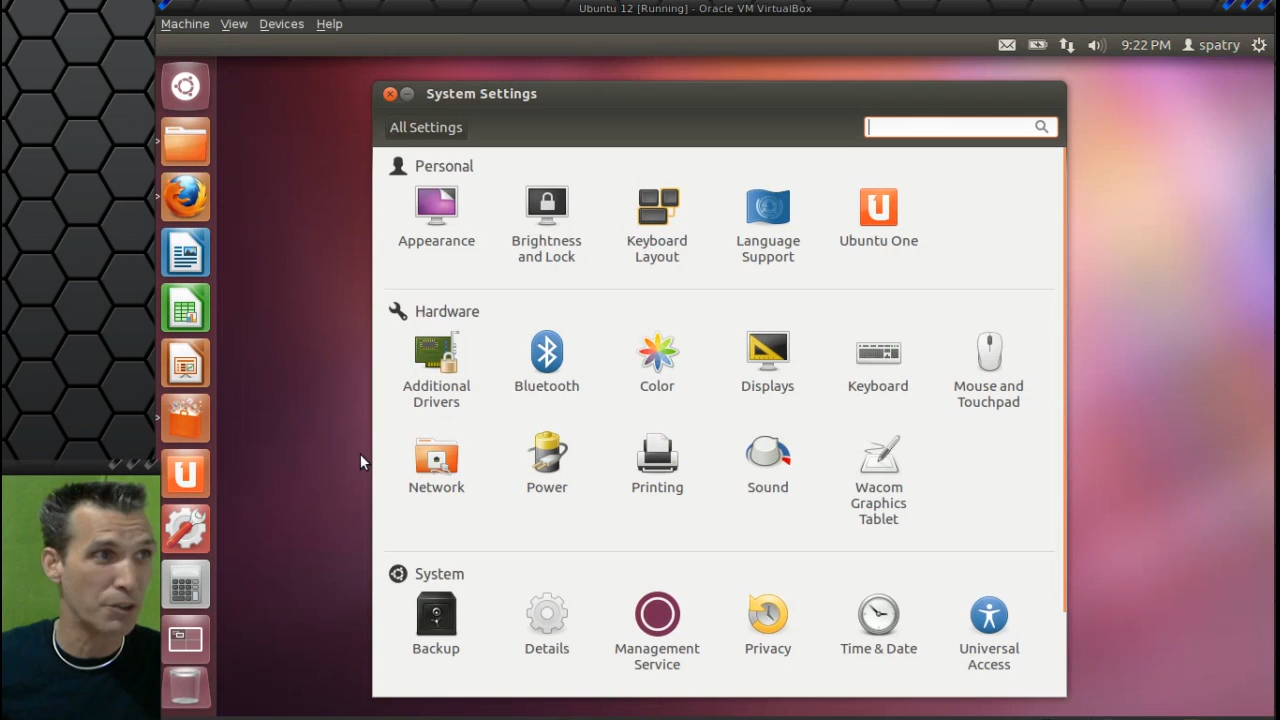 Ubuntu 12 [Running] - Oracle VM VirtualBox
Machine View Devices Help
9:22 PM spatry
System Settings
All Settings
Personal
Appearance
Brightness
and Lock
Keyboard
Layout
Language
Support
Ubuntu One
Hardware
Additional
Drivers
Bluetooth
Color
Displays
Keyboard
Mouse and
Touchpad
Network
Power
Printing
Sound
Wacom
Graphics
Tablet
System
Backup
Details
Management
Service
Privacy
Time & Date
Universal
Access